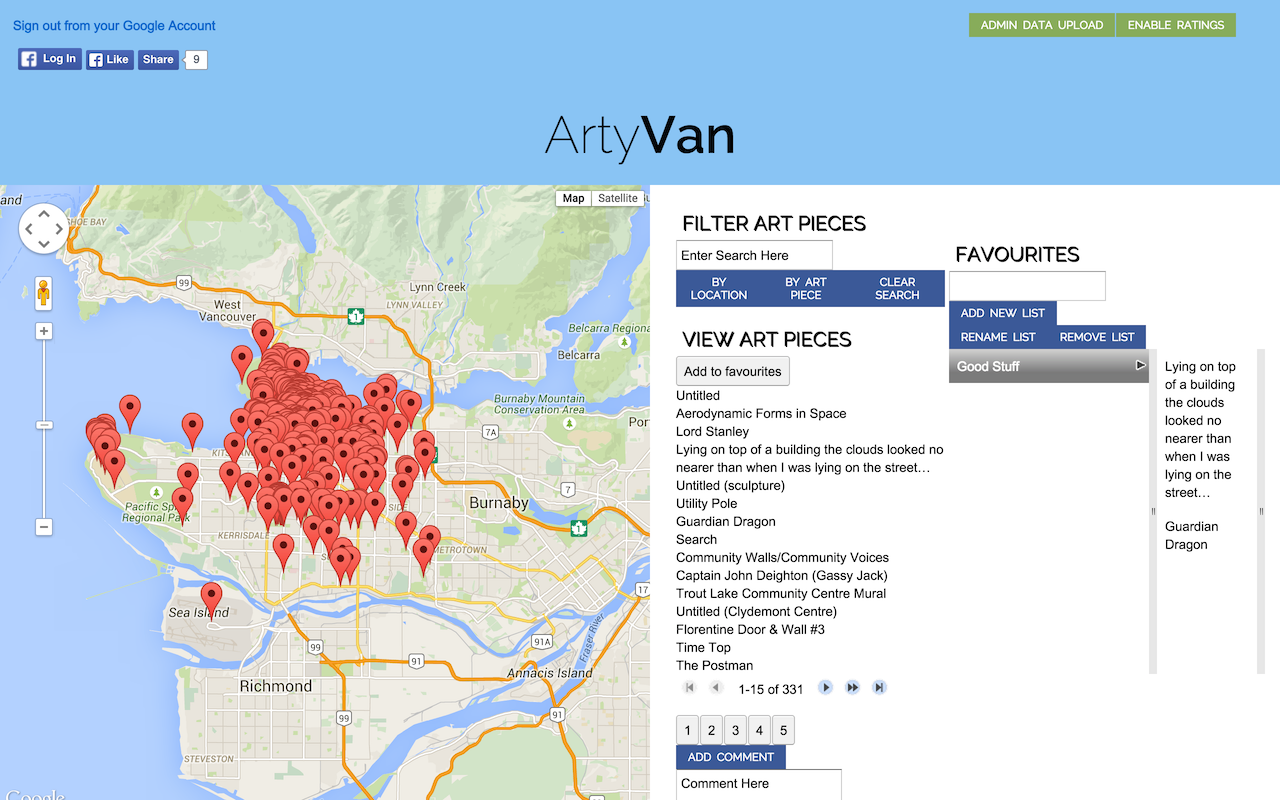 Sign out from your Google Account
ADMIN DATA UPLOAD
ENABLE RATINGS
Log In
Like
Share
9
ArtyVan
and
Map
Satellite
SHOE BAY
99
West
Vancouver
Lynn Creek
LYNN VALLEY
1
Belcarra Regiona
Belcarra
Burnaby Mountain
Conservation Area
Por
7A
7
Burnaby
1
Pacific Sp
Regional Park
KERRISDALE
SIDE
METROTOWN
17
Sea Island
99
91
91A
Fraser River
Annacis Island
Richmond
99
91
STEVESTON
Google
FILTER ART PIECES
Enter Search Here
BY
LOCATION
BY ART
PIECE
CLEAR
SEARCH
VIEW ART PIECES
Add to favourites
Untitled
Aerodynamic Forms in Space
Lord Stanley
Lying on top of a building the clouds looked no
nearer than when I was lying on the street…
Untitled (sculpture)
Utility Pole
Guardian Dragon
Search
Community Walls/Community Voices
Captain John Deighton (Gassy Jack)
Trout Lake Community Centre Mural
Untitled (Clydemont Centre)
Florentine Door & Wall #3
Time Top
The Postman
1-15 of 331
1
2
3
4
5
ADD COMMENT
Comment Here
FAVOURITES
ADD NEW LIST
RENAME LIST
REMOVE LIST
Good Stuff
Lying on top
of a building
the clouds
looked no
nearer than
when I was
lying on the
street…
Guardian
Dragon